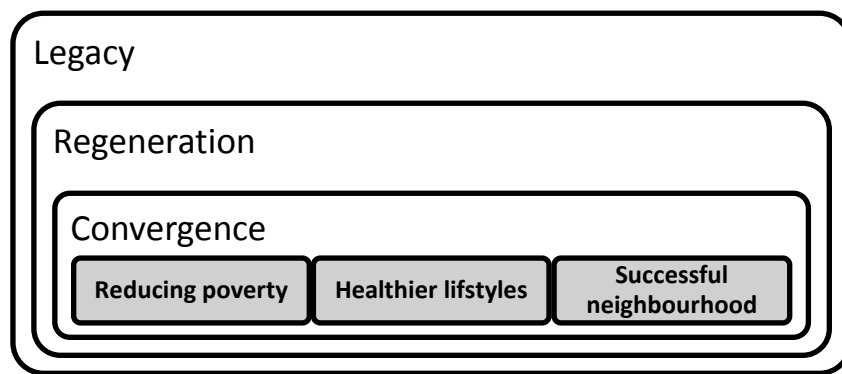 Legacy
Regeneration
Convergence
Reducing poverty
Healthier lifstyles
Successful
neighbourhood